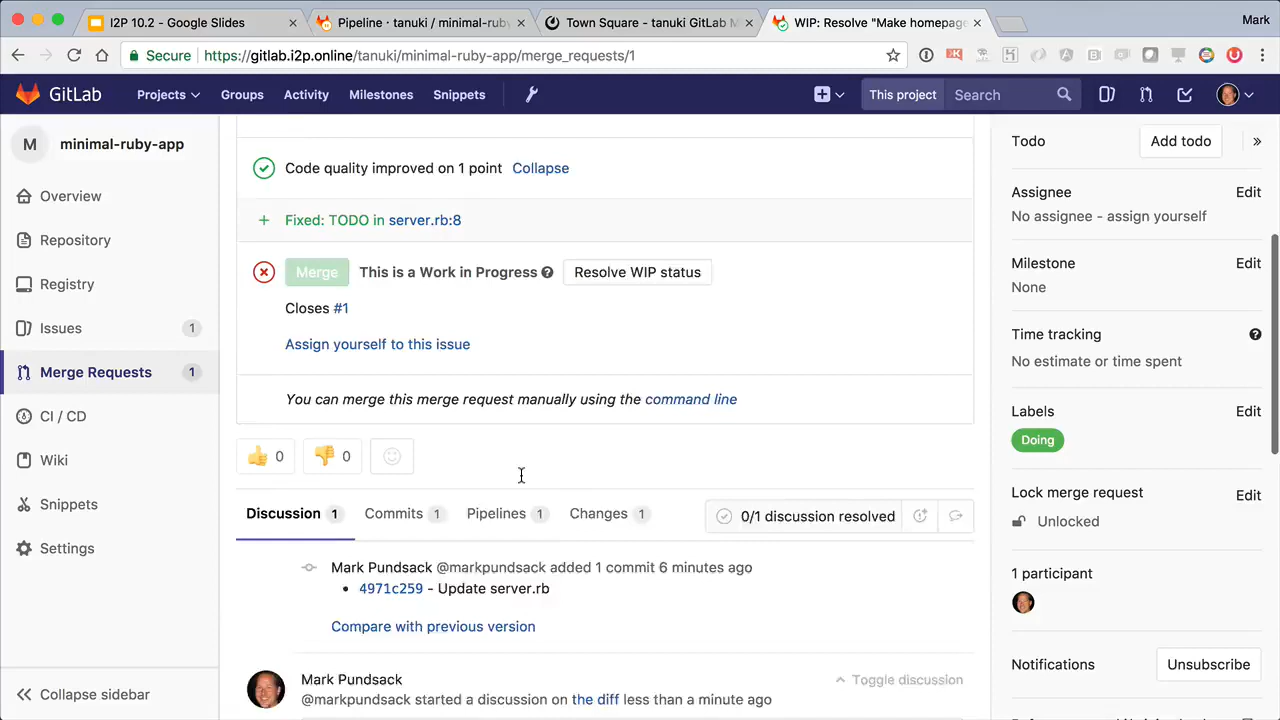 I2P 10.2 - Google Slides
Pipeline · tanuki / minimal-ruby
Town Square - tanuki GitLab M
WIP: Resolve "Make homepage
Mark
Secure
https://gitlab.i2p.online/tanuki/minimal-ruby-app/merge_requests/1
GitLab
Projects
Groups
Activity
Milestones
Snippets
This project
Search
M
minimal-ruby-app
Overview
Repository
Registry
Issues 1
Merge Requests 1
CI / CD
Wiki
Snippets
Settings
Collapse sidebar
Code quality improved on 1 point Collapse
+ Fixed: TODO in server.rb:8
Merge This is a Work in Progress Resolve WIP status
Closes #1
Assign yourself to this issue
You can merge this merge request manually using the command line
0
0
Discussion 1
Commits 1
Pipelines 1
Changes 1
0/1 discussion resolved
Mark Pundsack @markpundsack added 1 commit 6 minutes ago
• 4971c259 - Update server.rb
Compare with previous version
Mark Pundsack
Toggle discussion
@markpundsack started a discussion on the diff less than a minute ago
Todo
Add todo
»
Assignee Edit
No assignee - assign yourself
Milestone Edit
None
Time tracking
No estimate or time spent
Labels Edit
Doing
Lock merge request Edit
Unlocked
1 participant
Notifications
Unsubscribe